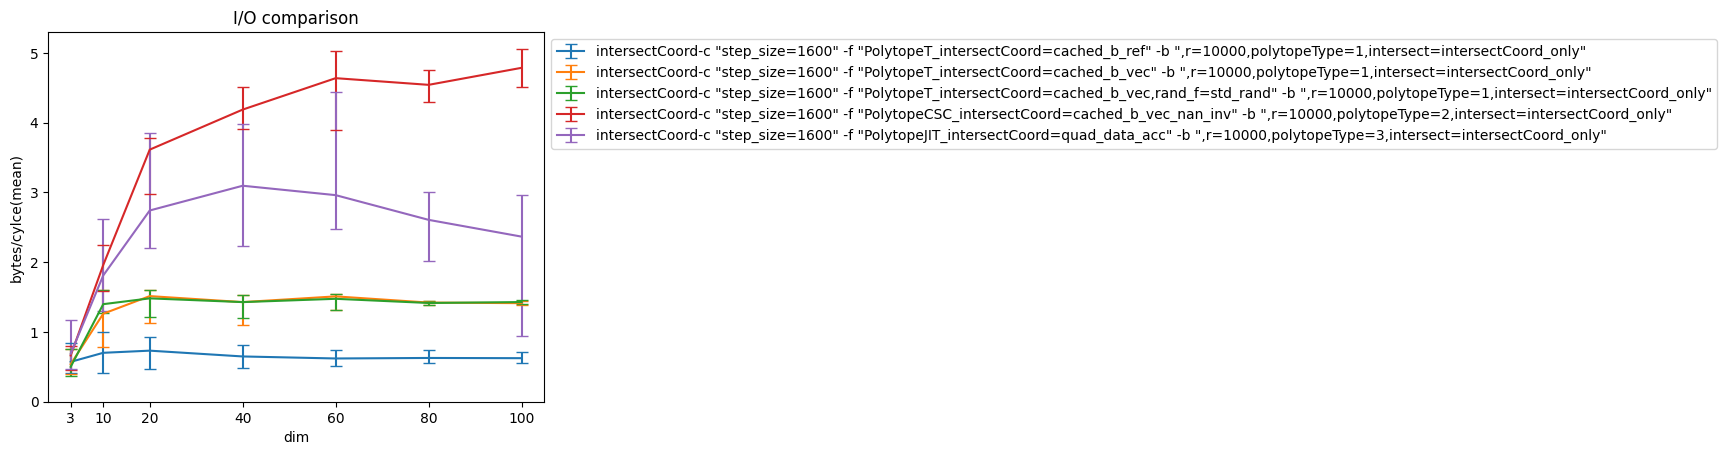 I/O comparison
bytes/cylce(mean)
5
4
3
2
1
0
3 10 20 40 60 80 100
dim
intersectCoord-c "step_size=1600" -f "PolytopeT_intersectCoord=cached_b_ref" -b ",r=10000,polytopeType=1,intersect=intersectCoord_only"
intersectCoord-c "step_size=1600" -f "PolytopeT_intersectCoord=cached_b_vec" -b ",r=10000,polytopeType=1,intersect=intersectCoord_only"
intersectCoord-c "step_size=1600" -f "PolytopeT_intersectCoord=cached_b_vec,rand_f=std_rand" -b ",r=10000,polytopeType=1,intersect=intersectCoord_only"
intersectCoord-c "step_size=1600" -f "PolytopeCSC_intersectCoord=cached_b_vec_nan_inv" -b ",r=10000,polytopeType=2,intersect=intersectCoord_only"
intersectCoord-c "step_size=1600" -f "PolytopeJIT_intersectCoord=quad_data_acc" -b ",r=10000,polytopeType=3,intersect=intersectCoord_only"